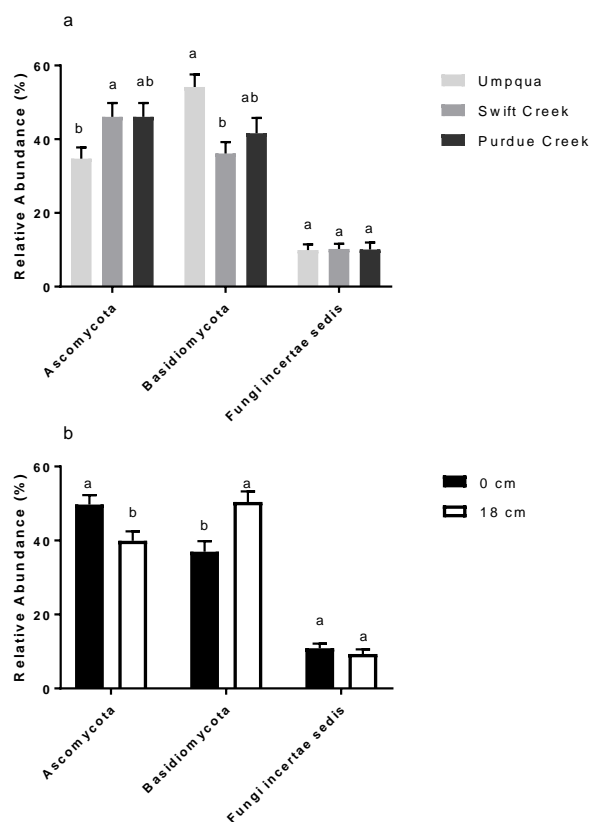 a
Relative Abundance (%)
60
40
20
0
b
a
ab
a
b
ab
a
a
a
Ascomycota
Basidiomycota
Fungi incertae sedis
Umpqua
Swift Creek
Purdue Creek
b
Relative Abundance (%)
60
40
20
0
a
b
b
a
a
a
Ascomycota
Basidiomycota
Fungi incertae sedis
0 cm
18 cm